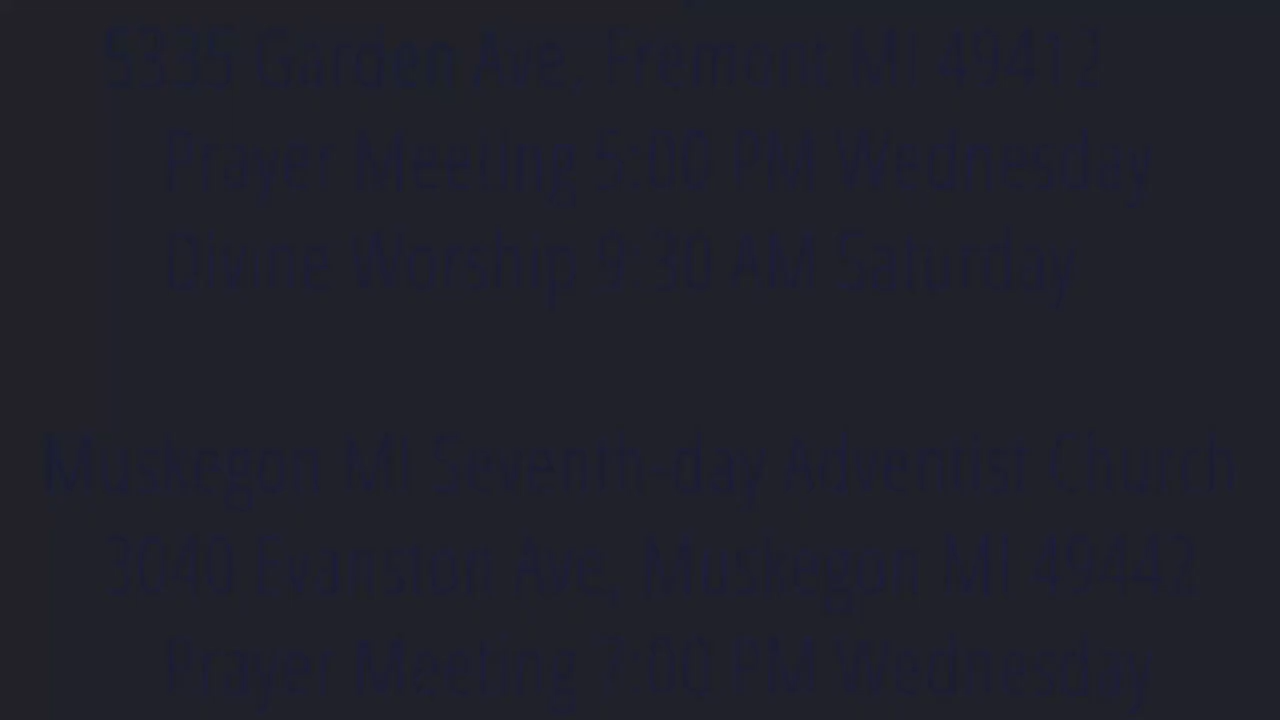 5335 Garden Ave, Fremont MI 49412
Prayer Meeting 5:00 PM Wednesday
Divine Worship 9:30 AM Saturday
Muskegon MI Seventh-day Adventist Church
3040 Evanston Ave, Muskegon MI 49442
Prayer Meeting 7:00 PM Wednesday